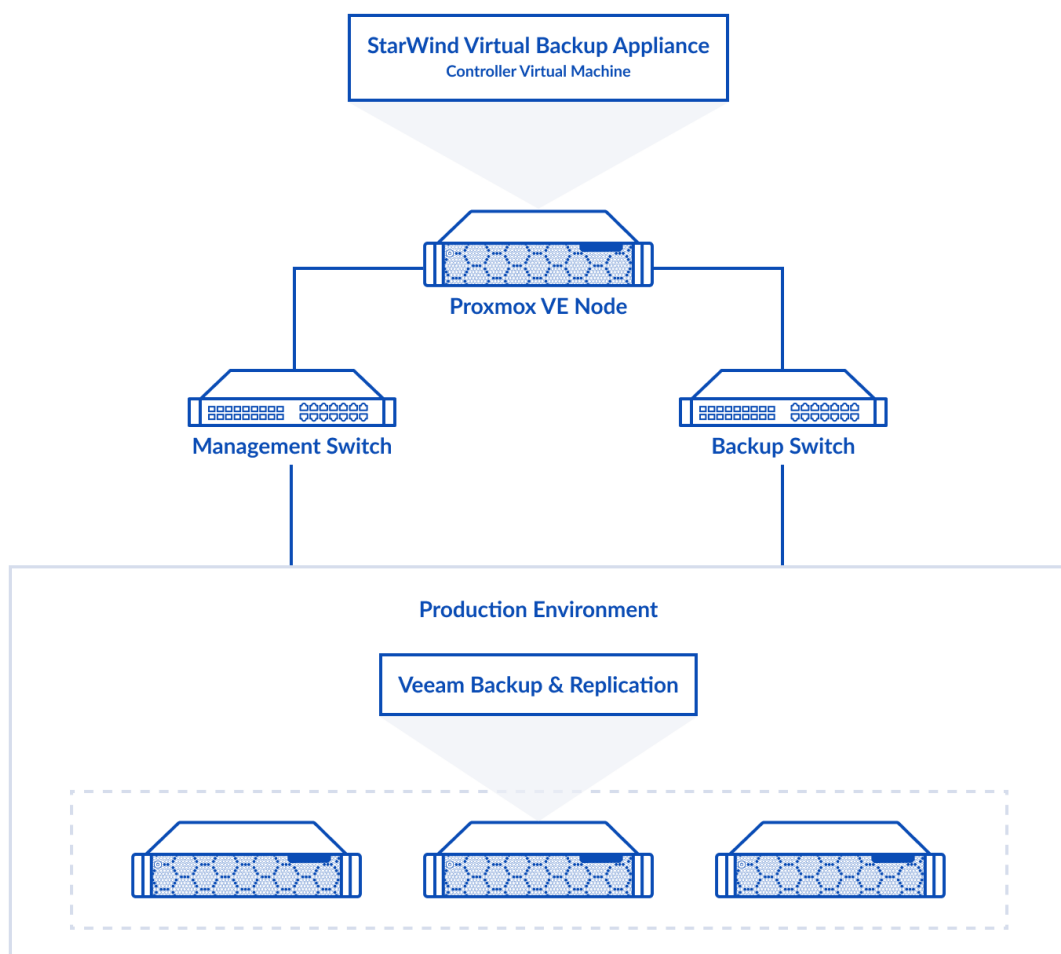 StarWind Virtual Backup Appliance
Controller Virtual Machine
Proxmox VE Node
Management Switch
Backup Switch
Production Environment
Veeam Backup & Replication